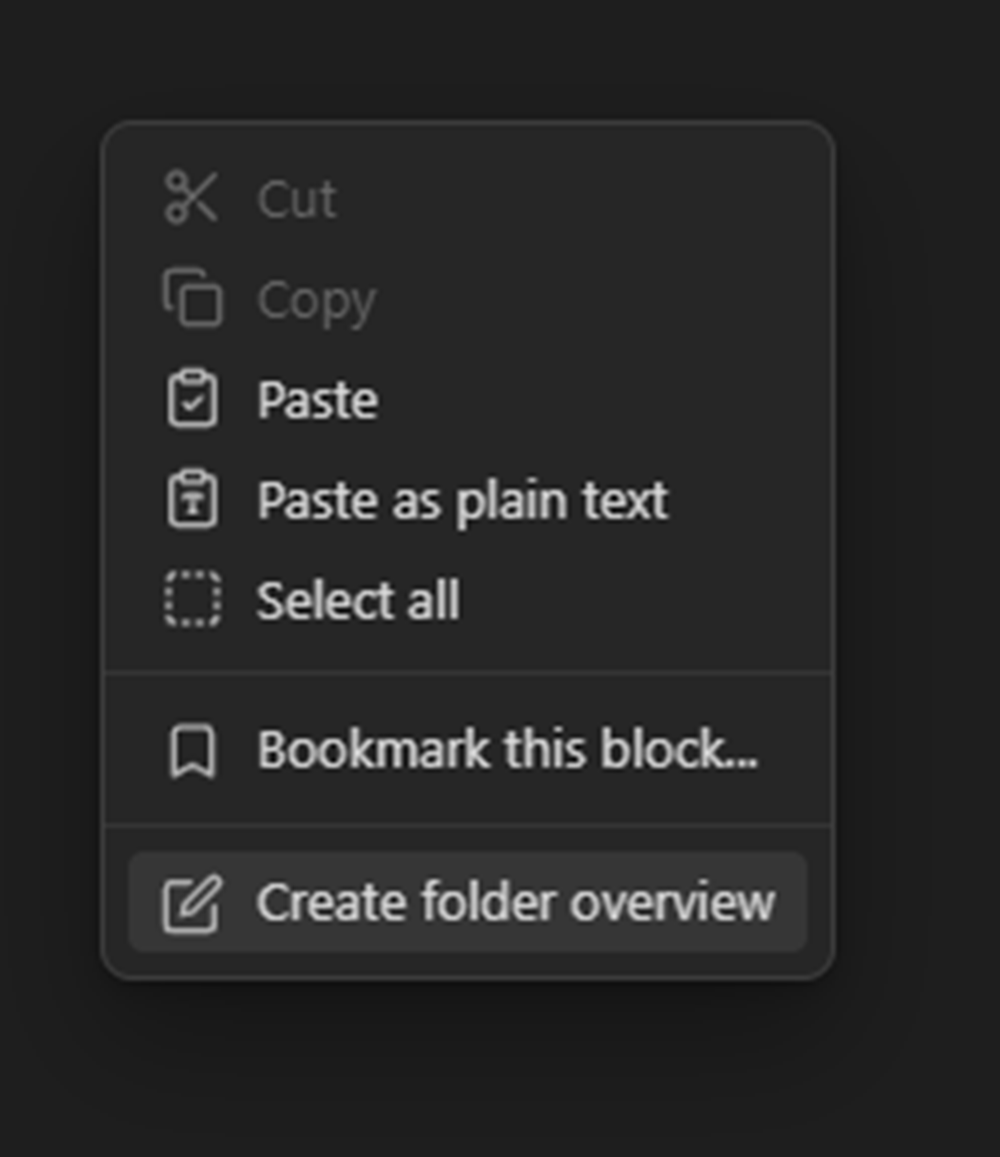 Cut
Copy
Paste
Paste as plain text
Select all
Bookmark this block...
Create folder overview